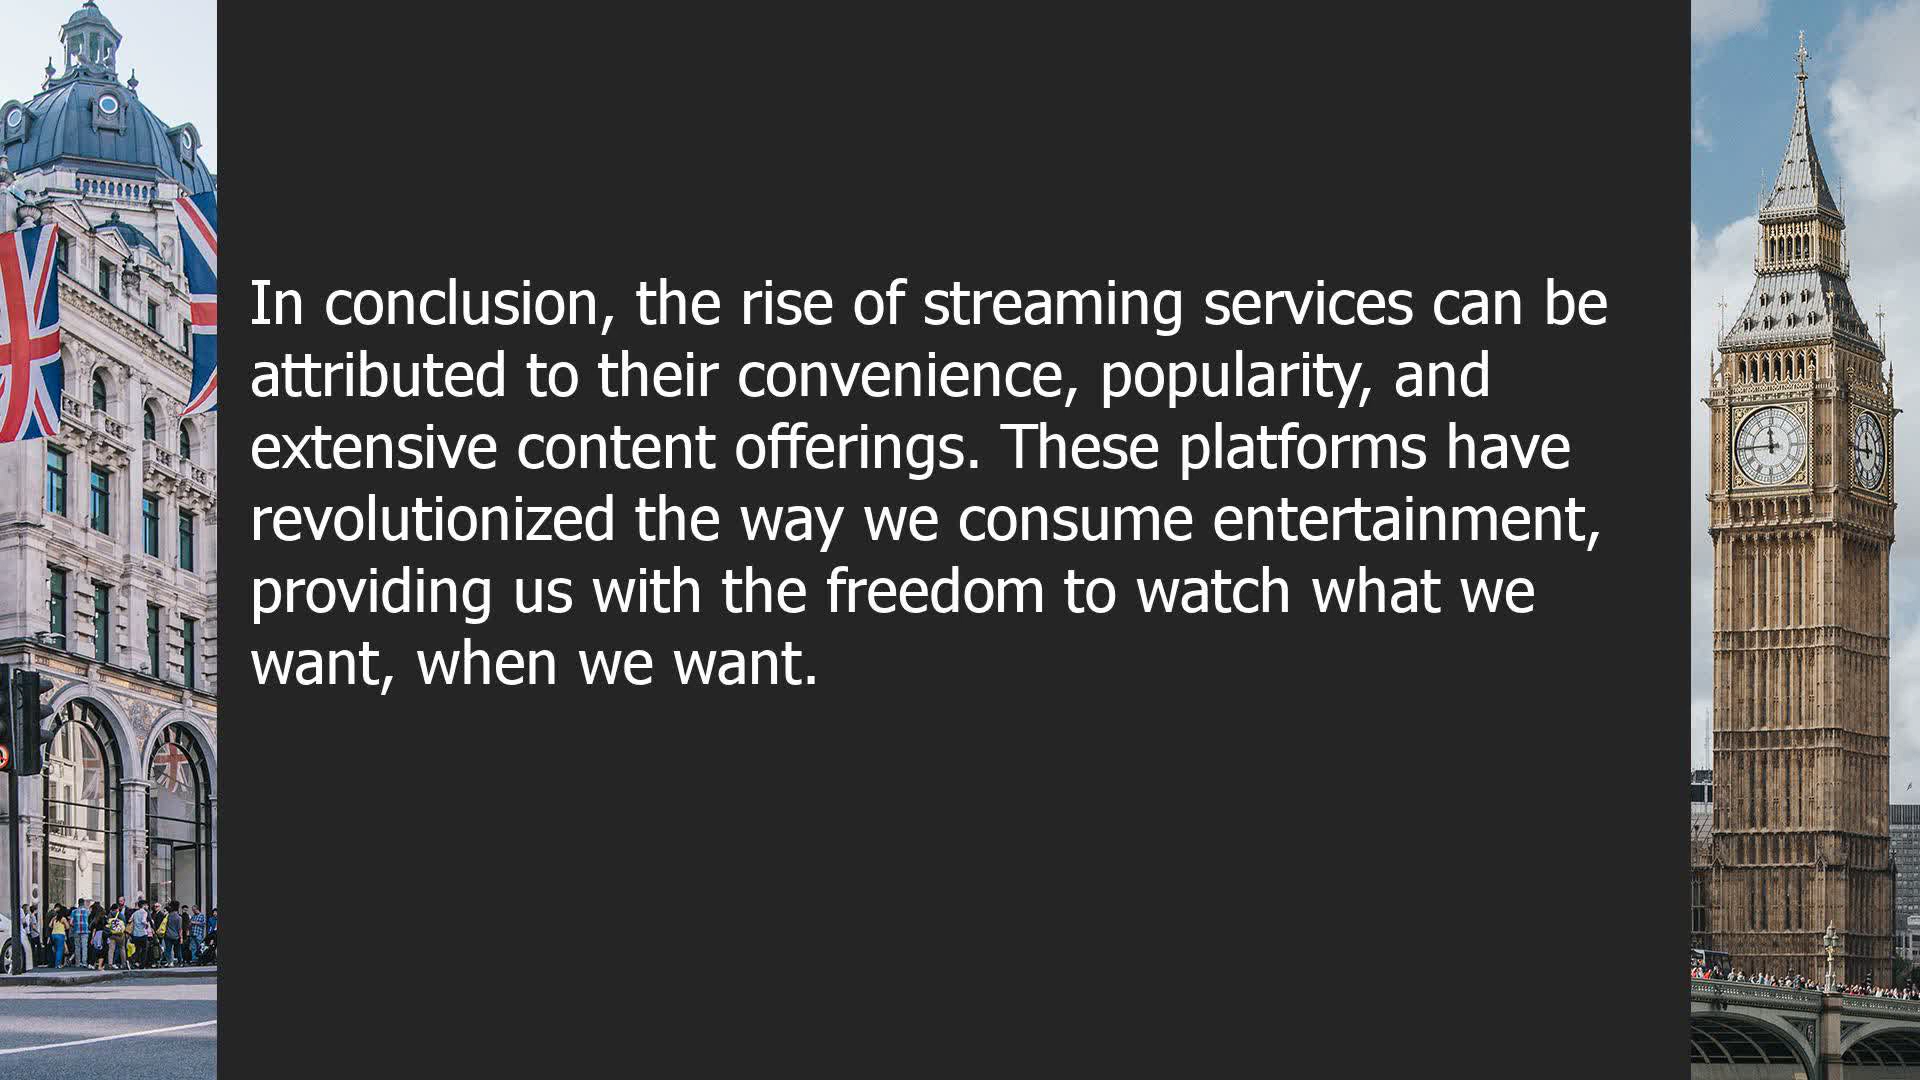 In conclusion, the rise of streaming services can be
attributed to their convenience, popularity, and
extensive content offerings. These platforms have
revolutionized the way we consume entertainment,
providing us with the freedom to watch what we
want, when we want.